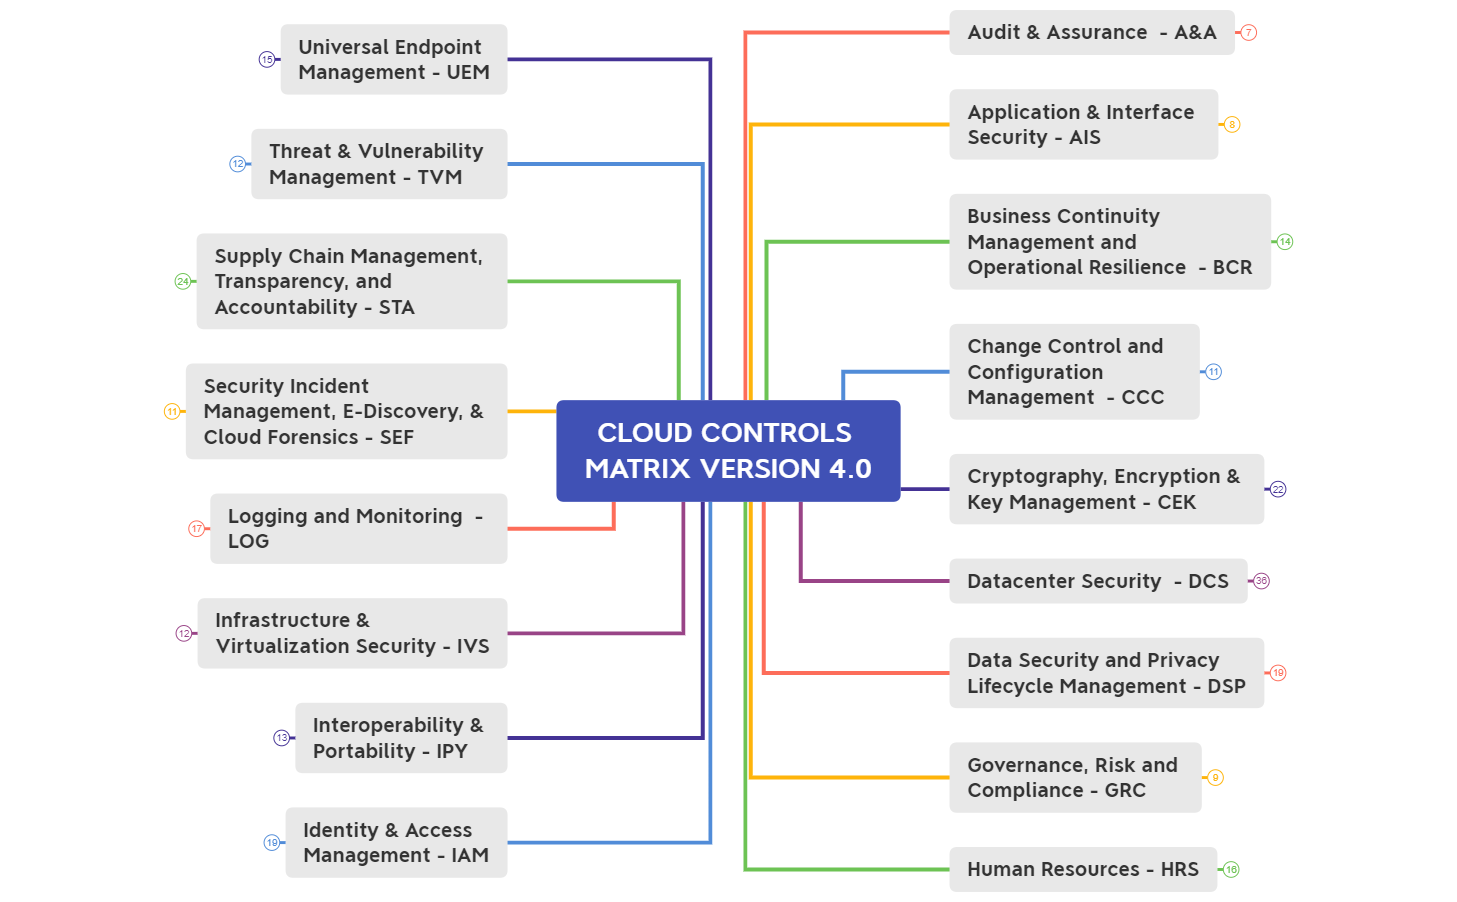 CLOUD CONTROLS
MATRIX VERSION 4.0
Audit & Assurance  - A&A
7
Application & Interface
Security - AIS
8
Business Continuity
Management and
Operational Resilience  - BCR
14
Change Control and
Configuration
Management  - CCC
11
Cryptography, Encryption &
Key Management - CEK
22
Datacenter Security  - DCS
36
Data Security and Privacy
Lifecycle Management - DSP
19
Governance, Risk and
Compliance - GRC
9
Human Resources - HRS
16
Universal Endpoint
Management - UEM
15
Threat & Vulnerability
Management - TVM
12
Supply Chain Management,
Transparency, and
Accountability - STA
24
Security Incident
Management, E-Discovery, &
Cloud Forensics - SEF
11
Logging and Monitoring  -
LOG
17
Infrastructure &
Virtualization Security - IVS
12
Interoperability &
Portability - IPY
13
Identity & Access
Management - IAM
19